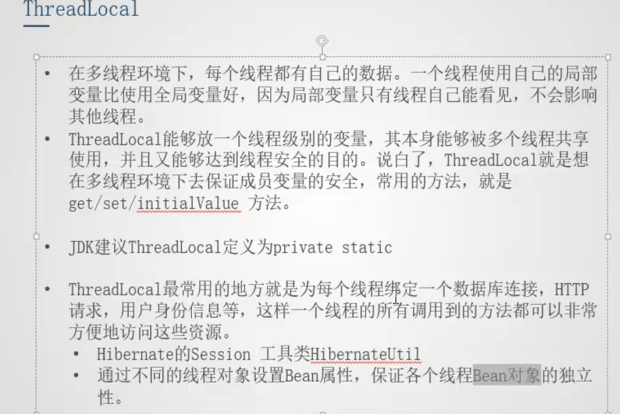 ThreadLocal
• 在多线程环境下，每个线程都有自己的数据。一个线程使用自己的局部
变量比使用全局变量好，因为局部变量只有线程自己能看见，不会影响
其他线程。
• ThreadLocal能够放一个线程级别的变量，其本身能够被多个线程共享
使用，并且又能够达到线程安全的目的。说白了，ThreadLocal就是想
在多线程环境下去保证成员变量的安全，常用的方法，就是
get/set/initialValue 方法。
• JDK建议ThreadLocal定义为private static
• ThreadLocal最常用的地方就是为每个线程绑定一个数据库连接，HTTP
请求，用户身份信息等，这样一个线程的所有调用到的方法都可以非常
方便地访问这些资源。
• Hibernate的Session 工具类HibernateUtil
• 通过不同的线程对象设置Bean属性，保证各个线程Bean对象的独立
性。